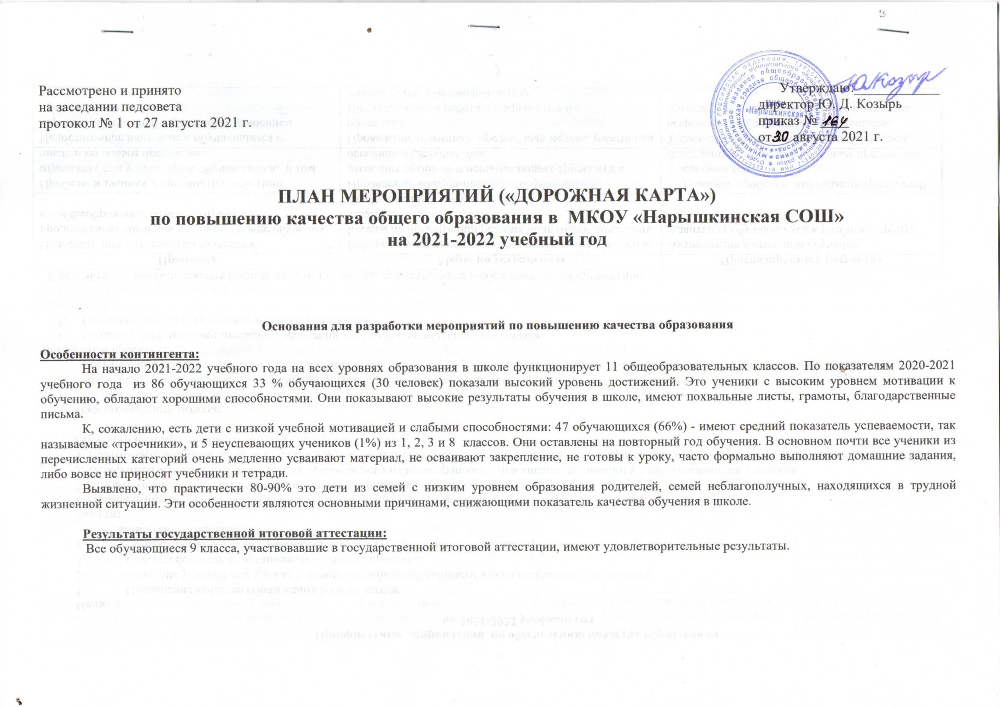 Рассмотрено и принято
на заседании педсовета
протокол № 1 от 27 августа 2021 г.
Утверждаю:
Ю Козырь
директор Ю. Д. Козырь
приказ № 164
от 30 августа 2021 г.
МКОУ
«Нарышкинская
СОШ»
ПЛАН МЕРОПРИЯТИЙ («ДОРОЖНАЯ КАРТА»)
по повышению качества общего образования в МКОУ «Нарышкинская СОШ»
на 2021-2022 учебный год
Основания для разработки мероприятий по повышению качества образования
Особенности контингента:
На начало 2021-2022 учебного года на всех уровнях образования в школе функционирует 11 общеобразовательных классов. По показателям 2020-2021
учебного года из 86 обучающихся 33 % обучающихся (30 человек) показали высокий уровень достижений. Это ученики с высоким уровнем мотивации к
обучению, обладают хорошими способностями. Они показывают высокие результаты обучения в школе, имеют похвальные листы, грамоты, благодарственные
письма.
К, сожалению, есть дети с низкой учебной мотивацией и слабыми способностями: 47 обучающихся (66%) - имеют средний показатель успеваемости, так
называемые «троечники», и 5 неуспевающих учеников (1%) из 1, 2, 3 и 8 классов. Они оставлены на повторный год обучения. В основном почти все ученики из
перечисленных категорий очень медленно усваивают материал, не осваивают закрепление, не готовы к уроку, часто формально выполняют домашние задания,
либо вовсе не приносят учебники и тетради.
Выявлено, что практически 80-90% это дети из семей с низким уровнем образования родителей, семей неблагополучных, находящихся в трудной
жизненной ситуации. Эти особенности являются основными причинами, снижающими показатель качества обучения в школе.
Результаты государственной итоговой аттестации:
Все обучающиеся 9 класса, участвовавшие в государственной итоговой аттестации, имеют удовлетворительные результаты.